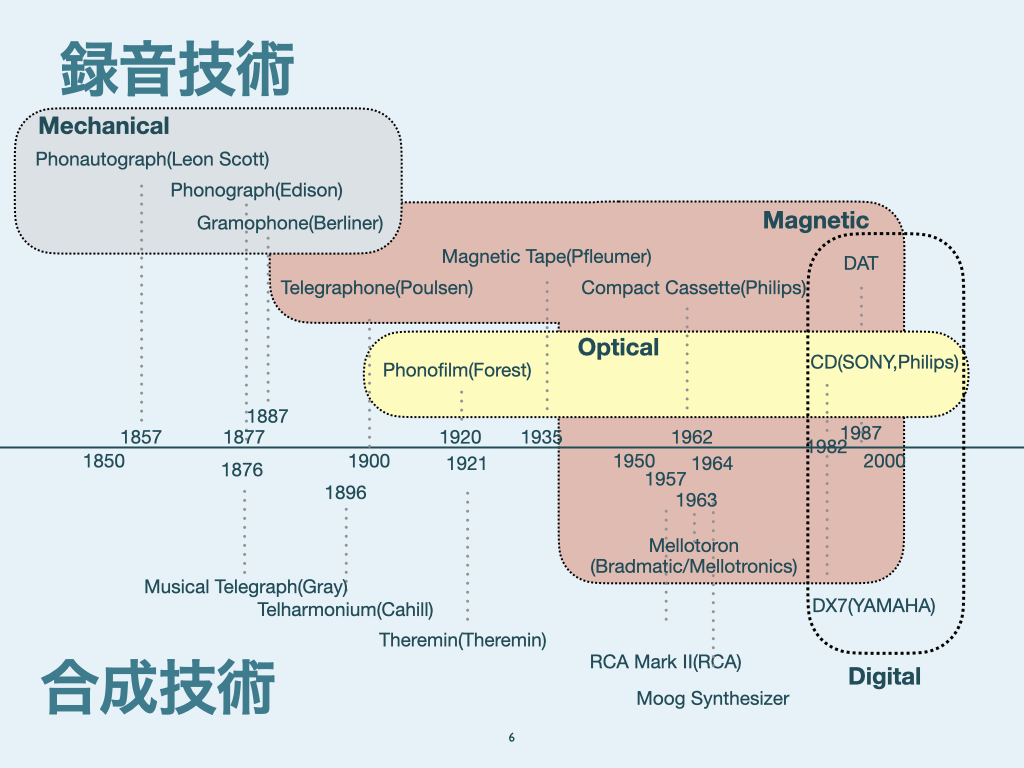 録音技術
Mechanical
Phonautograph(Leon Scott)
Phonograph(Edison)
Gramophone(Berliner)
Magnetic
Magnetic Tape(Pfleumer)
DAT
Telegraphone(Poulsen)
Compact Cassette(Philips)
Optical
Phonofilm(Forest)
CD(SONY,Philips)
1887
1857
1877
1920
1935
1962
1987
1982
1850
1876
1900
1921
1950
1964
2000
1957
1896
1963
Mellotoron
(Bradmatic/Mellotronics)
Musical Telegraph(Gray)
Telharmonium(Cahill)
DX7(YAMAHA)
Theremin(Theremin)
RCA Mark II(RCA)
Digital
Moog Synthesizer
合成技術
6